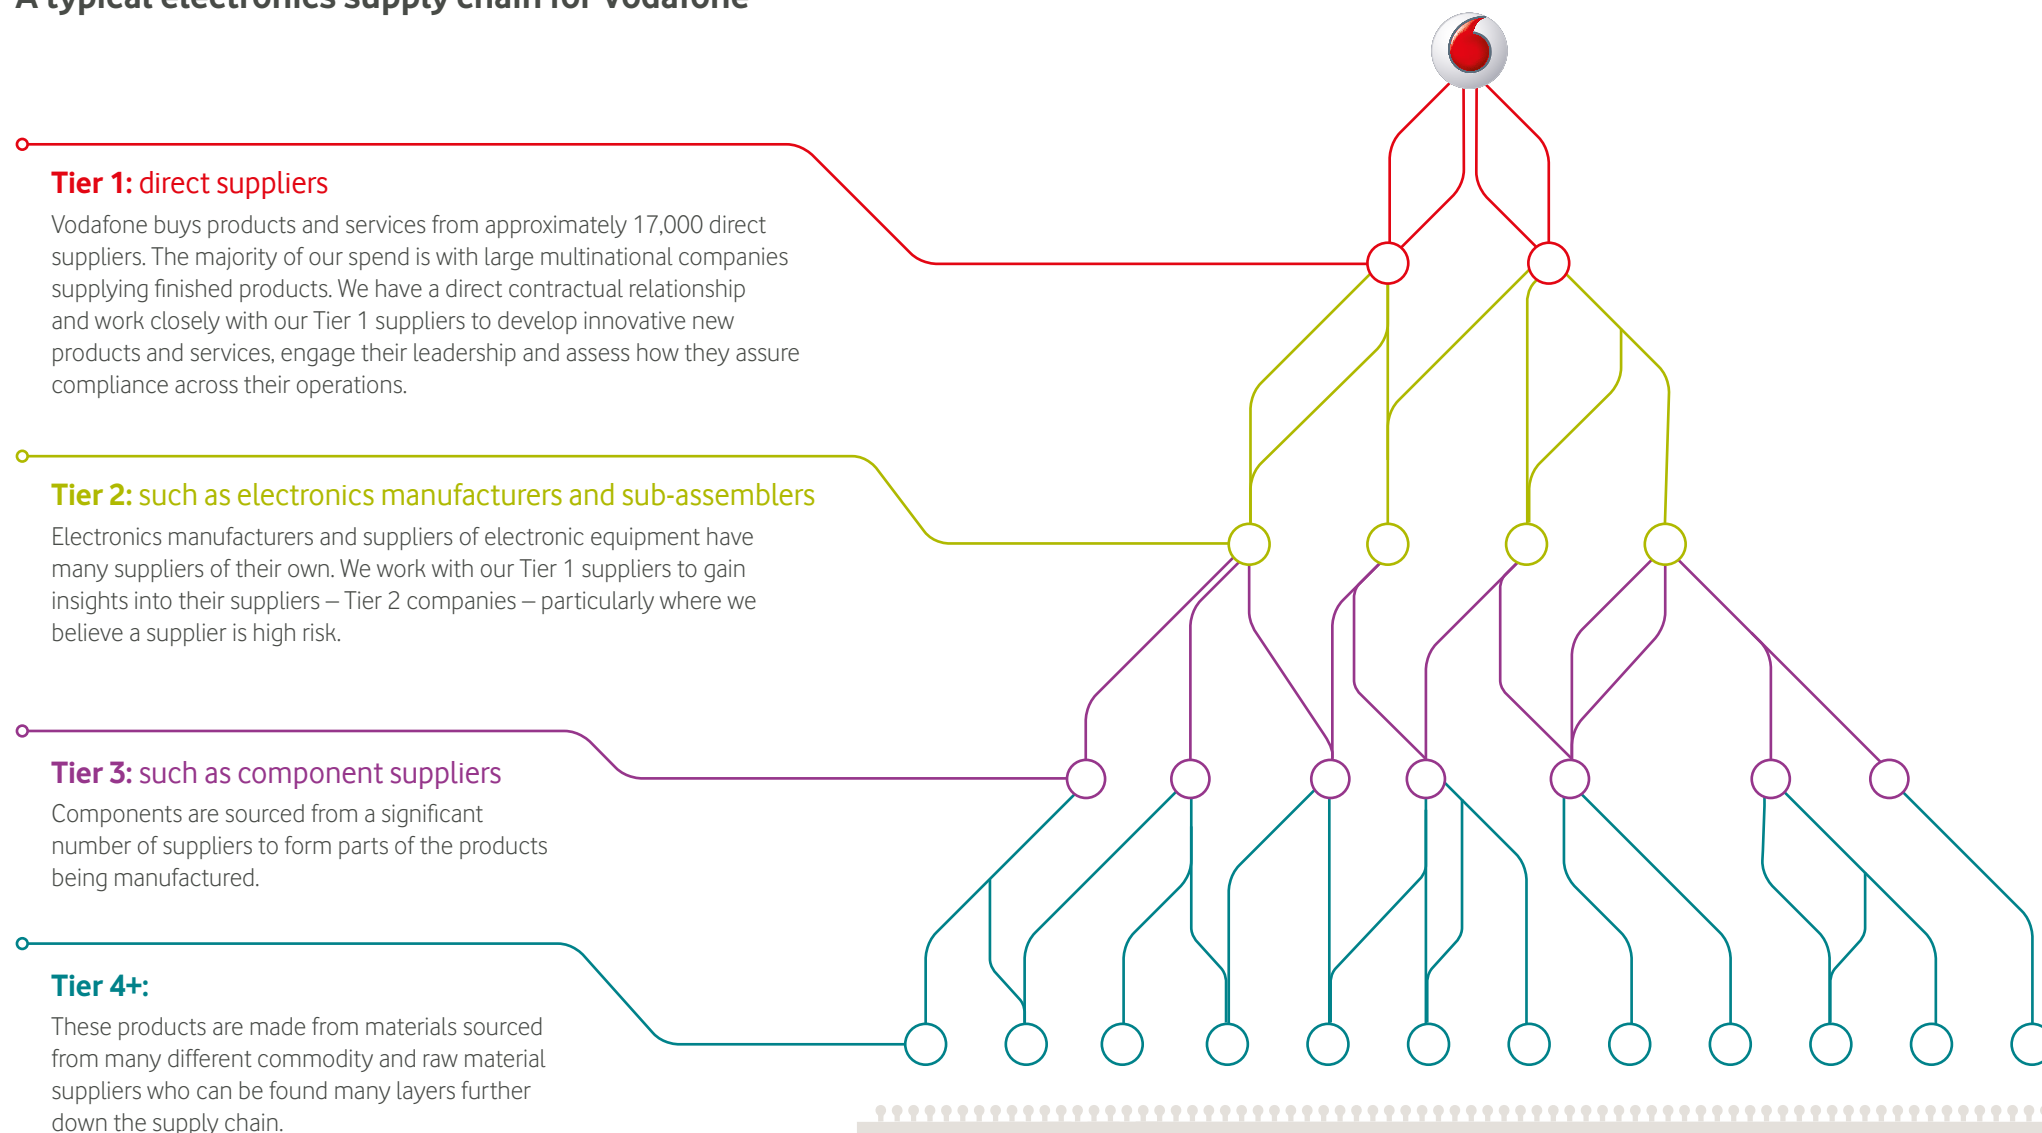 A typical electronics supply chain for Vodafone
Tier 1: direct suppliers
Vodafone buys products and services from approximately 17,000 direct
suppliers. The majority of our spend is with large multinational companies
supplying finished products. We have a direct contractual relationship
and work closely with our Tier 1 suppliers to develop innovative new
products and services, engage their leadership and assess how they assure
compliance across their operations.
Tier 2: such as electronics manufacturers and sub-assemblers
Electronics manufacturers and suppliers of electronic equipment have
many suppliers of their own. We work with our Tier 1 suppliers to gain
insights into their suppliers – Tier 2 companies – particularly where we
believe a supplier is high risk.
Tier 3: such as component suppliers
Components are sourced from a significant
number of suppliers to form parts of the products
being manufactured.
Tier 4+:
These products are made from materials sourced
from many different commodity and raw material
suppliers who can be found many layers further
down the supply chain.